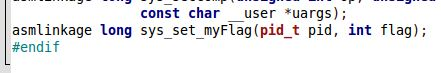 const char __user *uargs);
asmlinkage long sys_set_myFlag(pid_t pid, int flag);
#endif